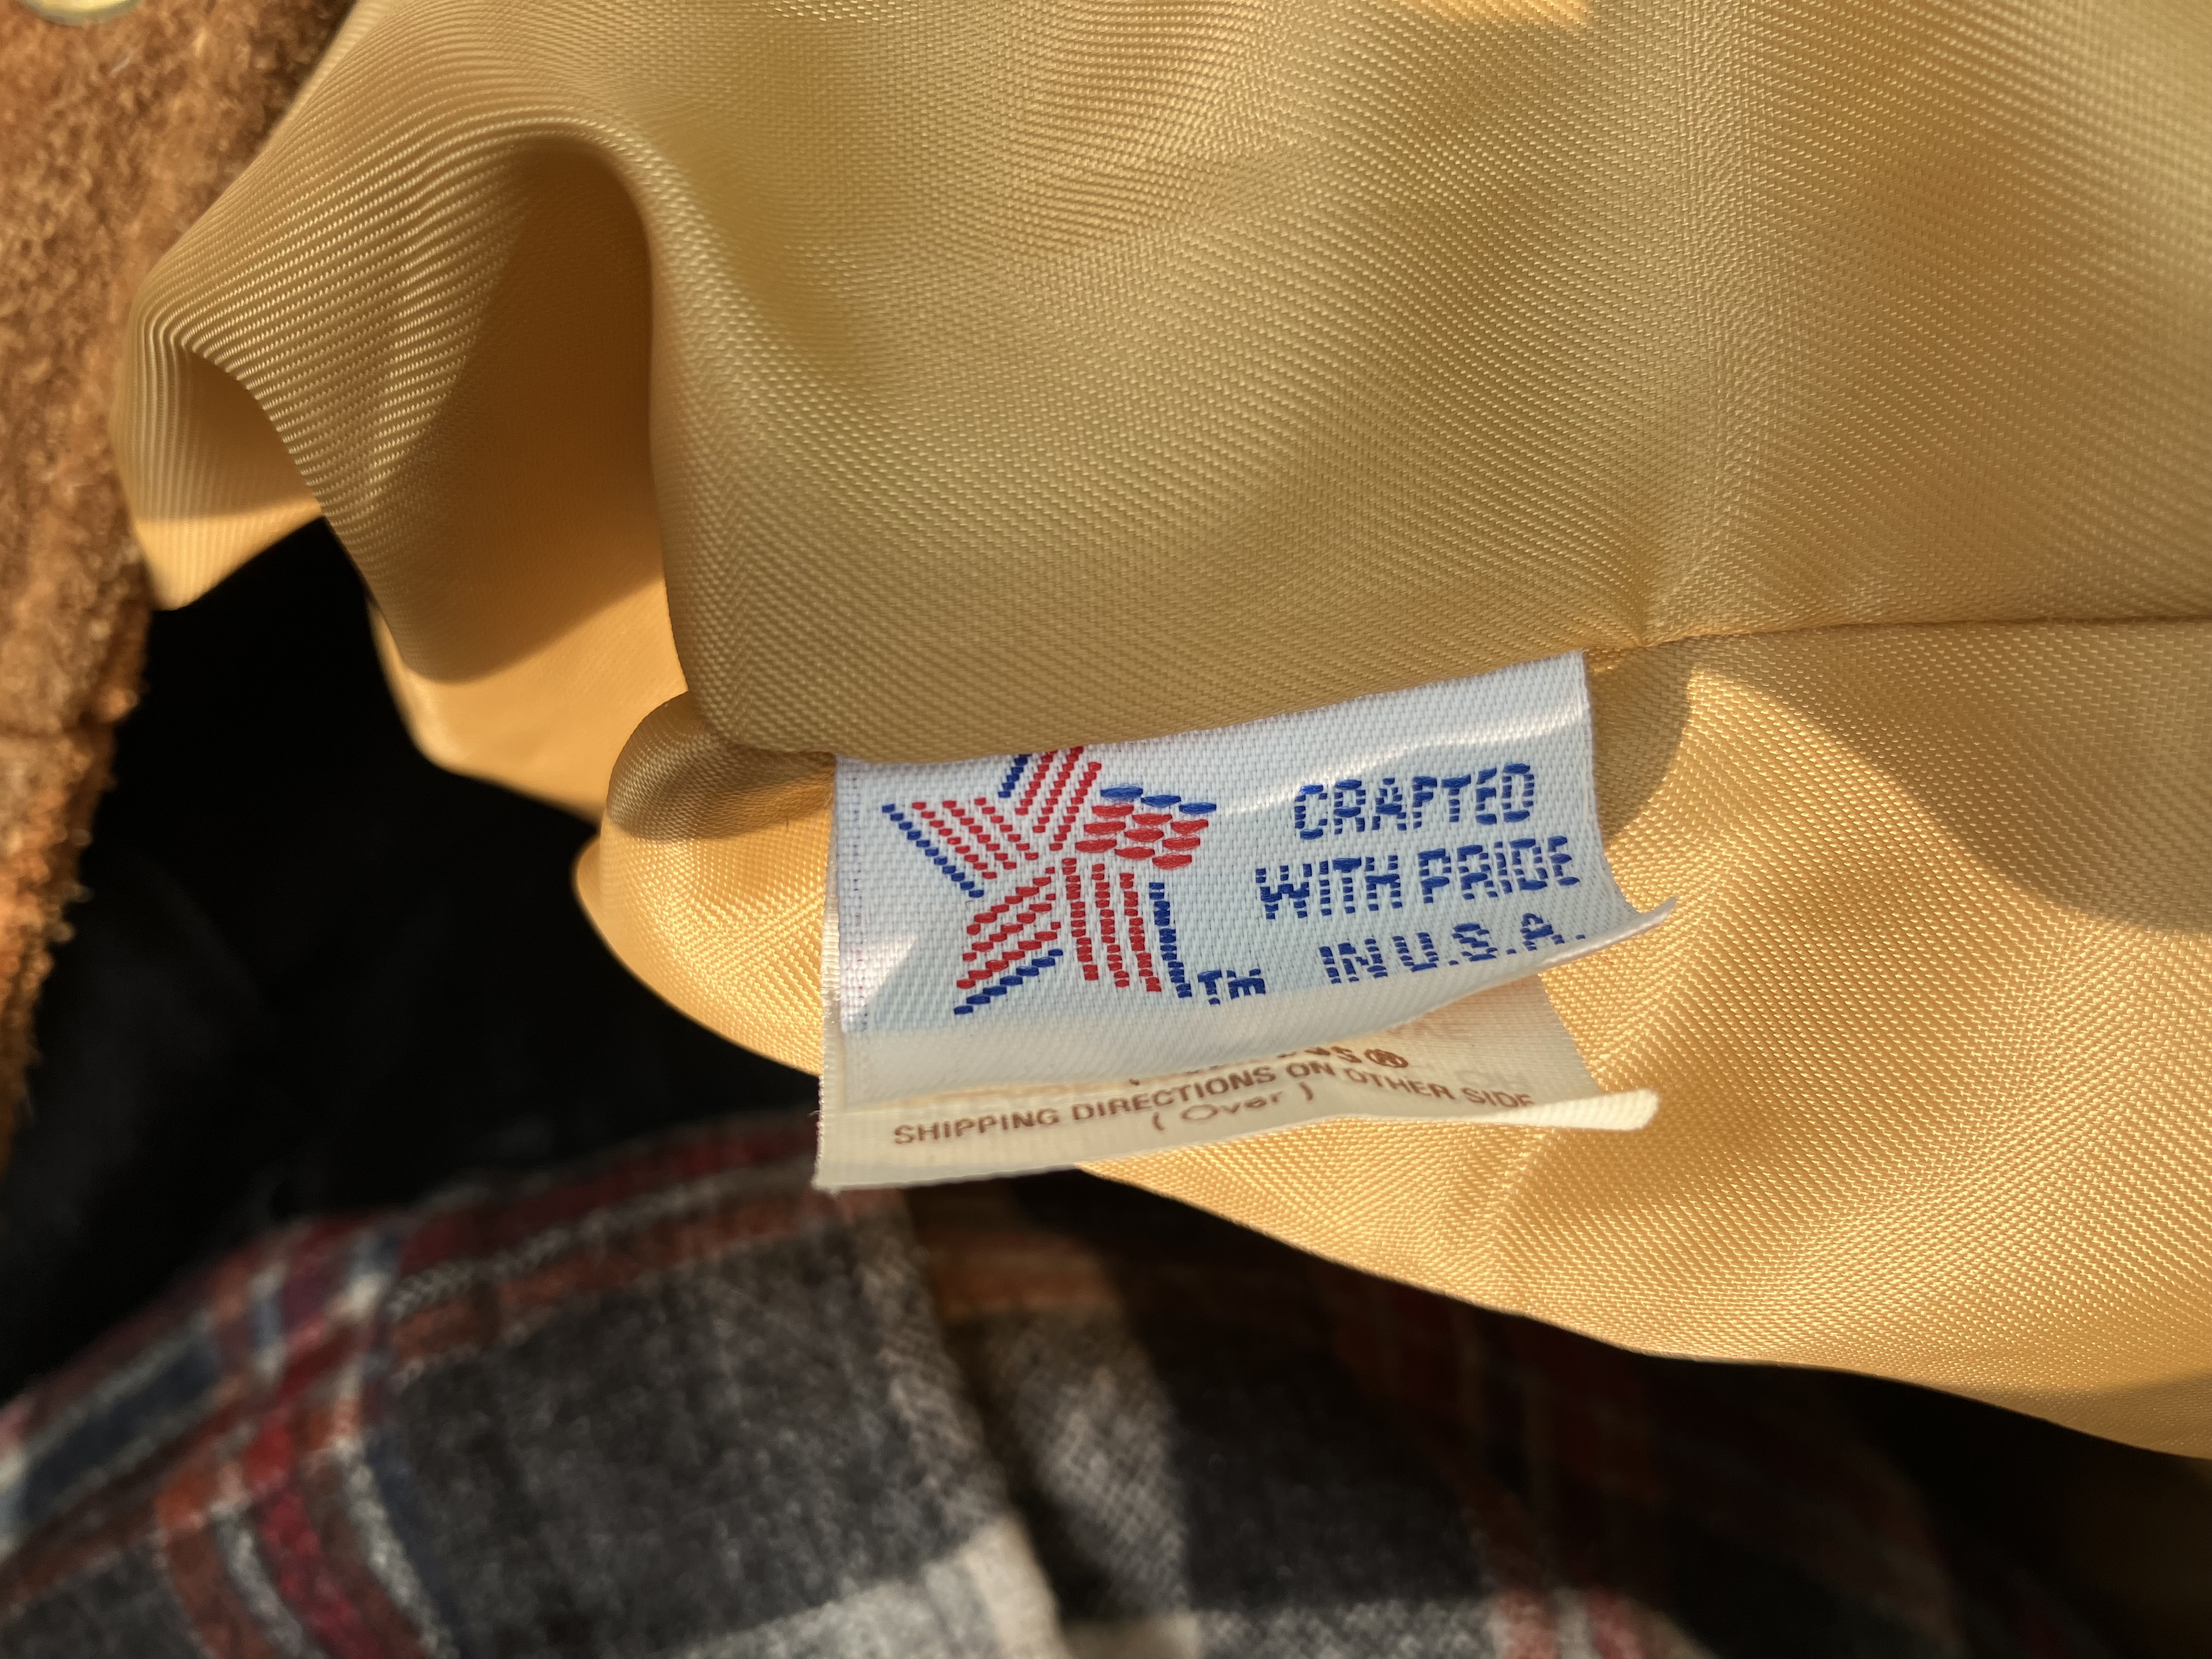 CRAFTED
WITH PRIDE
IN U.S.A.
TM
SHIPPING DIRECTIONS ON OTHER SIDE
( Over )